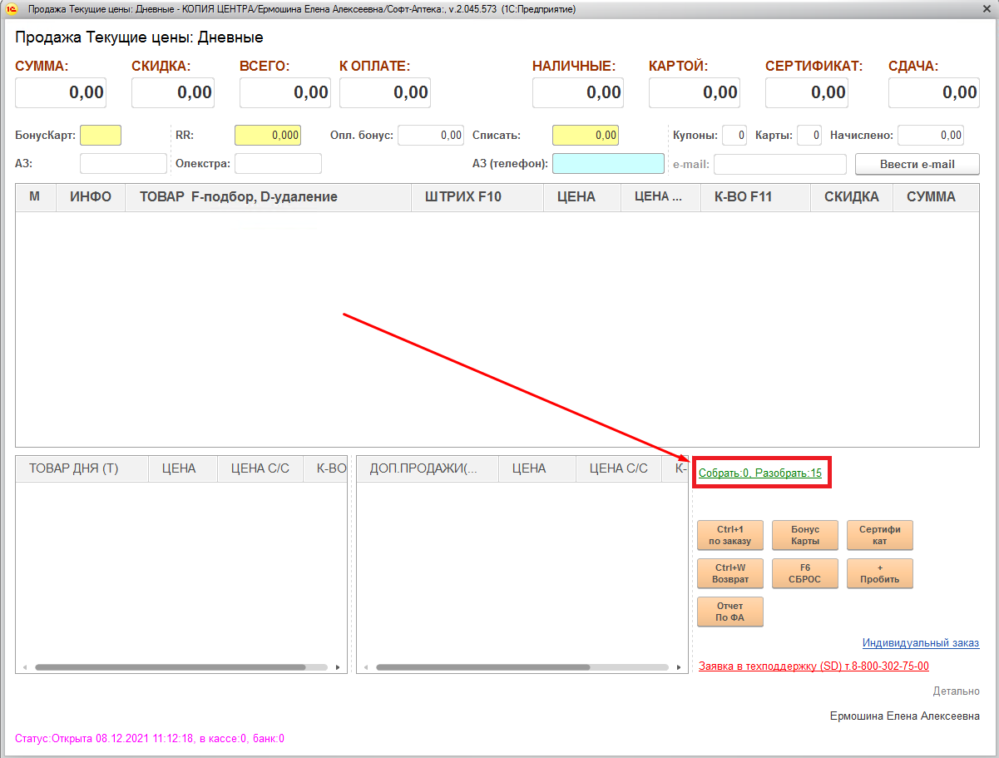 Продажа Текущие цены: Дневные - КОПИЯ ЦЕНТРА/Ермошина Елена Алексеевна/Софт-Аптека:, v.2.045.573 (1С:Предприятие)
Продажа Текущие цены: Дневные
СУММА: СКИДКА: ВСЕГО: К ОПЛАТЕ: НАЛИЧНЫЕ: КАРТОЙ: СЕРТИФИКАТ: СДАЧА:
0,00 0,00 0,00 0,00 0,00 0,00 0,00 0,00
БонусКарт: RR: 0,000 Опл. бонус: 0,00 Списать: 0,00 Купоны: 0 Карты: 0 Начислено: 0,00
АЗ: Олекстра: АЗ (телефон): e-mail: Ввести e-mail
М ИНФО ТОВАР F-подбор, D-удаление ШТРИХ F10 ЦЕНА ЦЕНА ... К-ВО F11 СКИДКА СУММА
ТОВАР ДНЯ (Т) ЦЕНА ЦЕНА С/С К-ВО ДОП.ПРОДАЖИ(... ЦЕНА ЦЕНА С/С К-
Собрать:0, Разобрать:15
Ctrl+1 Бонус Сертифи
по заказу Карты кат
Ctrl+W F6 +
Возврат СБРОС Пробить
Отчет
По ФА
Индивидуальный заказ
Заявка в техподдержку (SD) т.8-800-302-75-00
Детально
Ермошина Елена Алексеевна
Статус:Открыта 08.12.2021 11:12:18, в кассе:0, банк:0